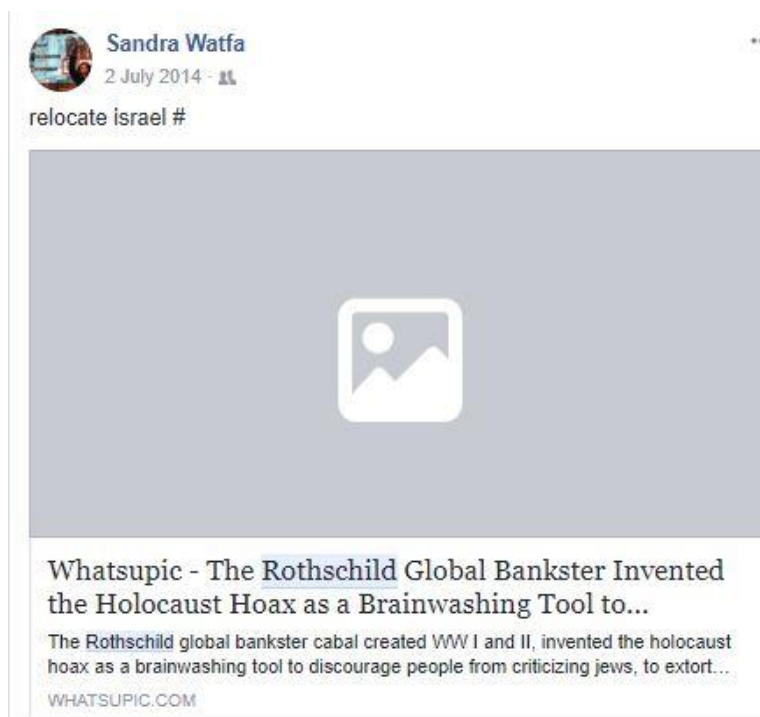 Sandra Watfa
2 July 2014 ·
relocate israel #
Whatsupic - The Rothschild Global Bankster Invented
the Holocaust Hoax as a Brainwashing Tool to...
The Rothschild global bankster cabal created WW I and II, invented the holocaust
hoax as a brainwashing tool to discourage people from criticizing jews, to extort...
WHATSUPIC.COM